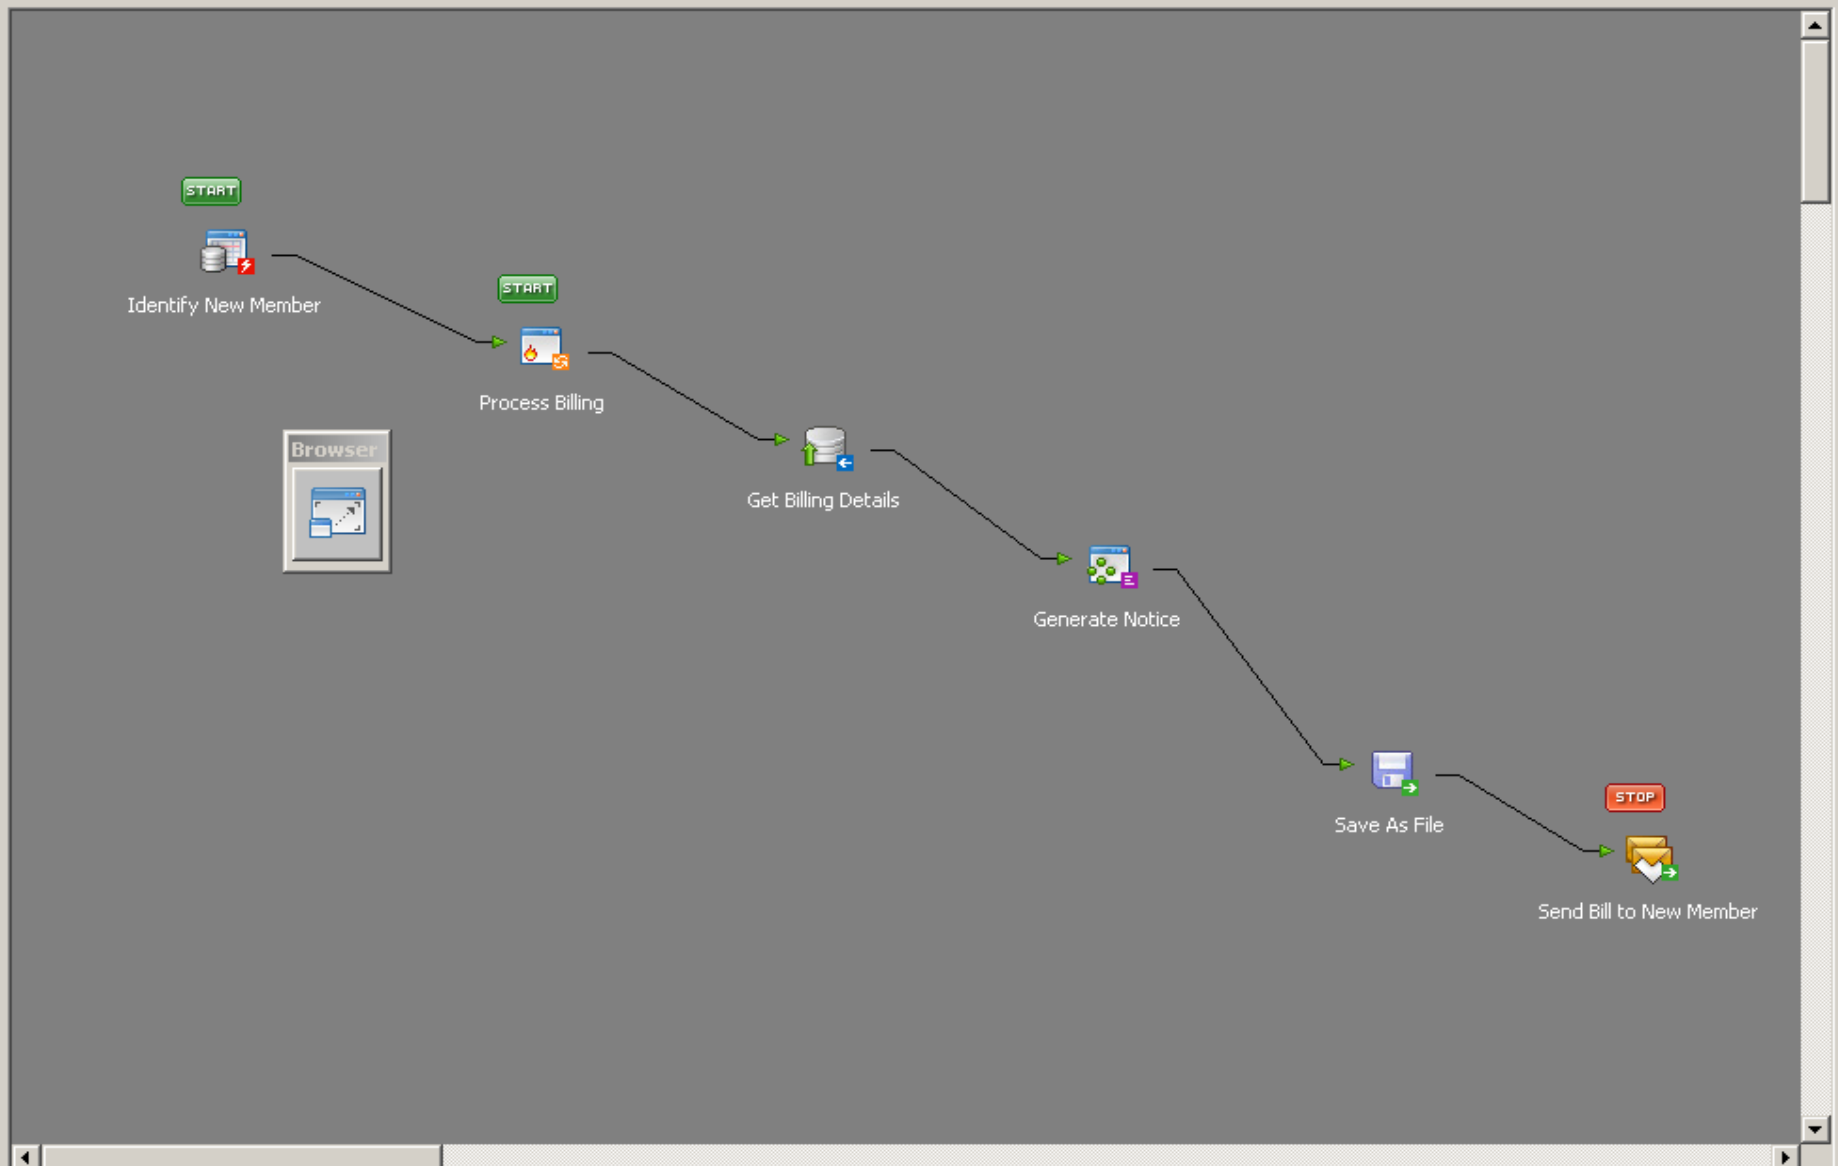 START
Identify New Member
START
Process Billing
Browser
Get Billing Details
Generate Notice
Save As File
STOP
Send Bill to New Member